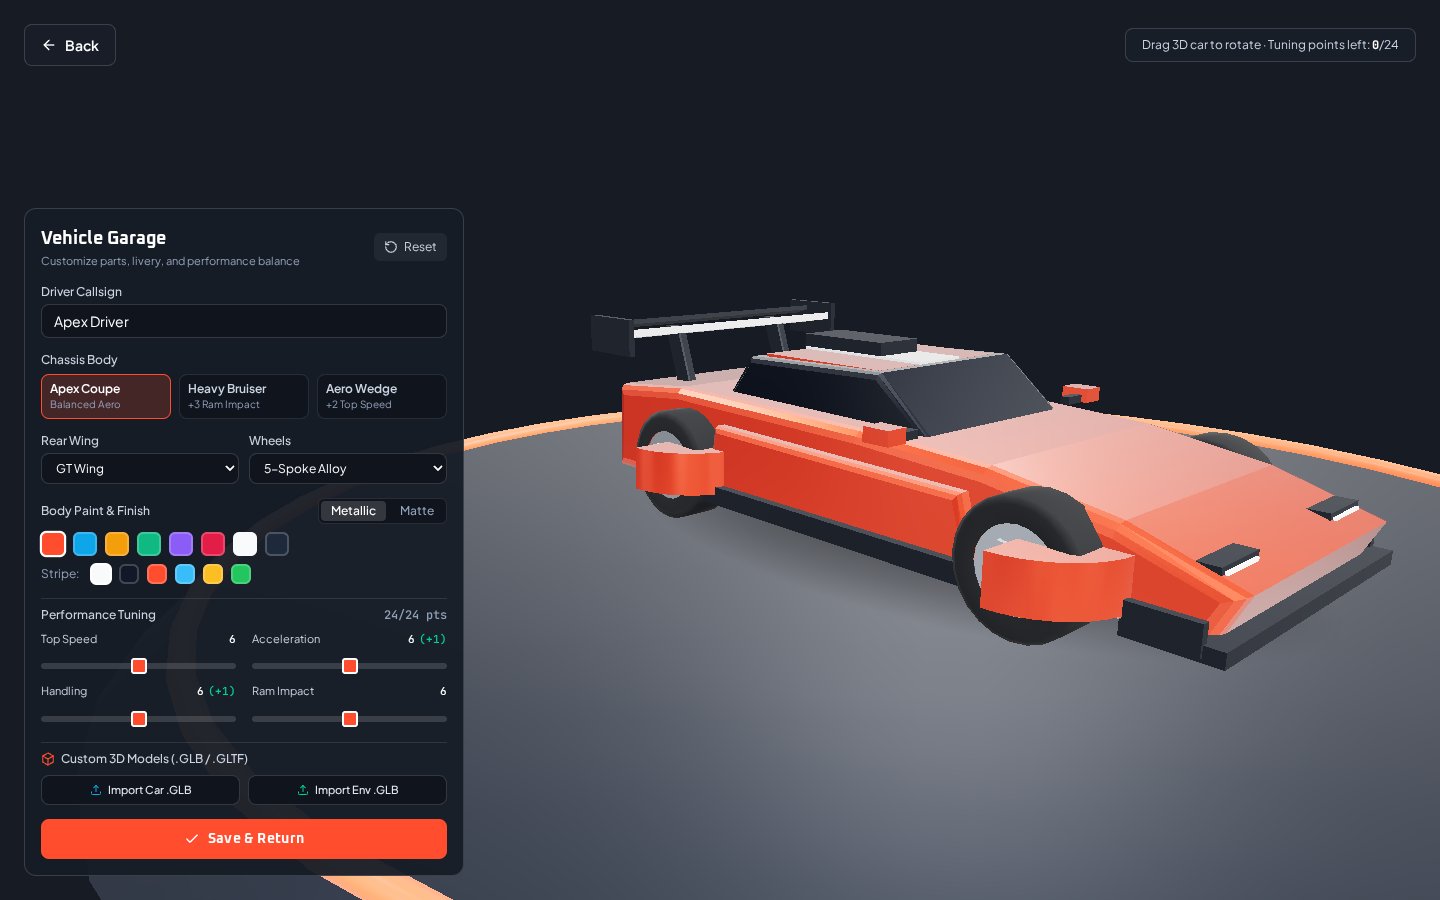 Back
Drag 3D car to rotate · Tuning points left: 0/24
Vehicle Garage
Customize parts, livery, and performance balance
Reset
Driver Callsign
Apex Driver
Chassis Body
Apex Coupe
Balanced Aero
Heavy Bruiser
+3 Ram Impact
Aero Wedge
+2 Top Speed
Rear Wing
Wheels
GT Wing
5-Spoke Alloy
Body Paint & Finish
Metallic
Matte
Stripe:
Performance Tuning
24/24 pts
Top Speed 6
Acceleration 6 (+1)
Handling 6 (+1)
Ram Impact 6
Custom 3D Models (.GLB / .GLTF)
Import Car .GLB
Import Env .GLB
Save & Return